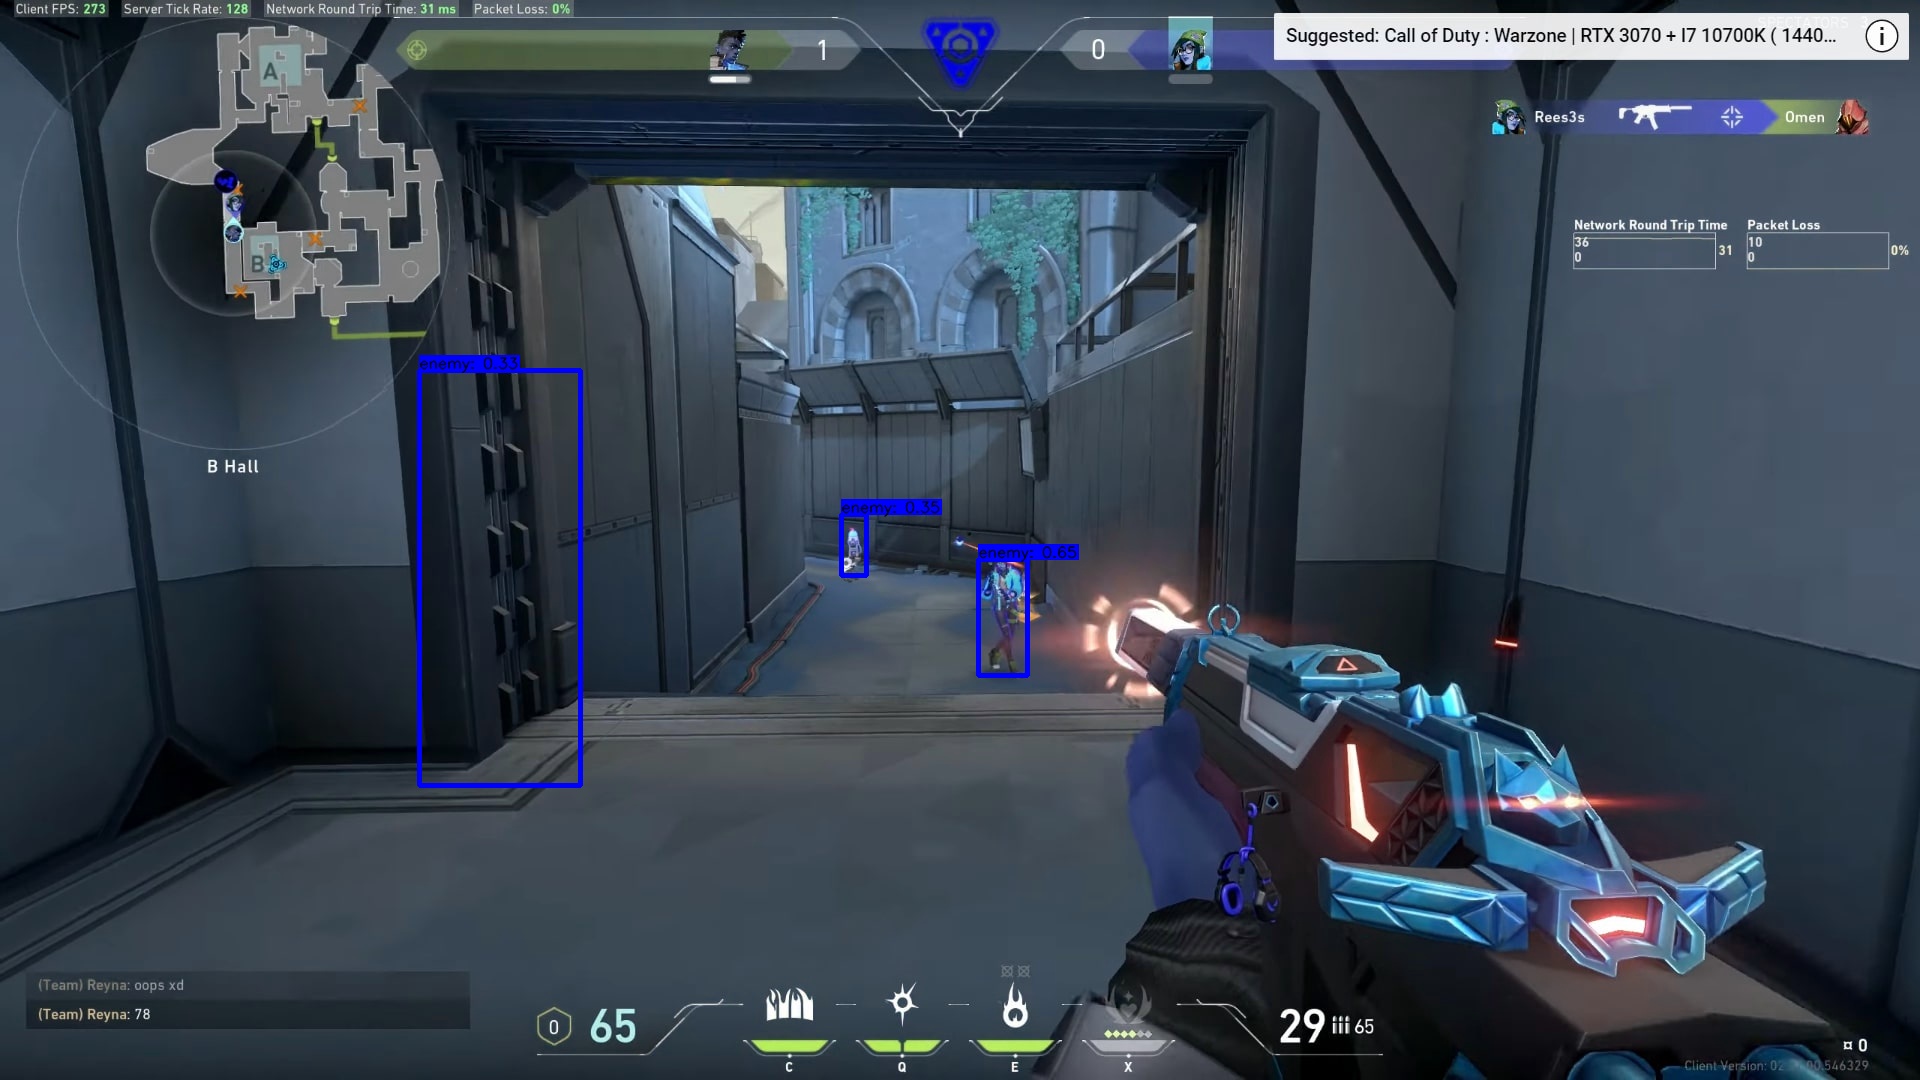 Client FPS: 273 Server Tick Rate: 128 Network Round Trip Time: 31 ms Packet Loss: 0%
1
0
Suggested: Call of Duty : Warzone | RTX 3070 + I7 10700K ( 1440...
A
B
Rees3s Omen
Network Round Trip Time Packet Loss
36
0
31
10
0
0%
enemy: 0.33
B Hall
enemy: 0.35
enemy: 0.65
(Team) Reyna: oops xd
(Team) Reyna: 78
0
65
29 65
C Q E X
¤ 0